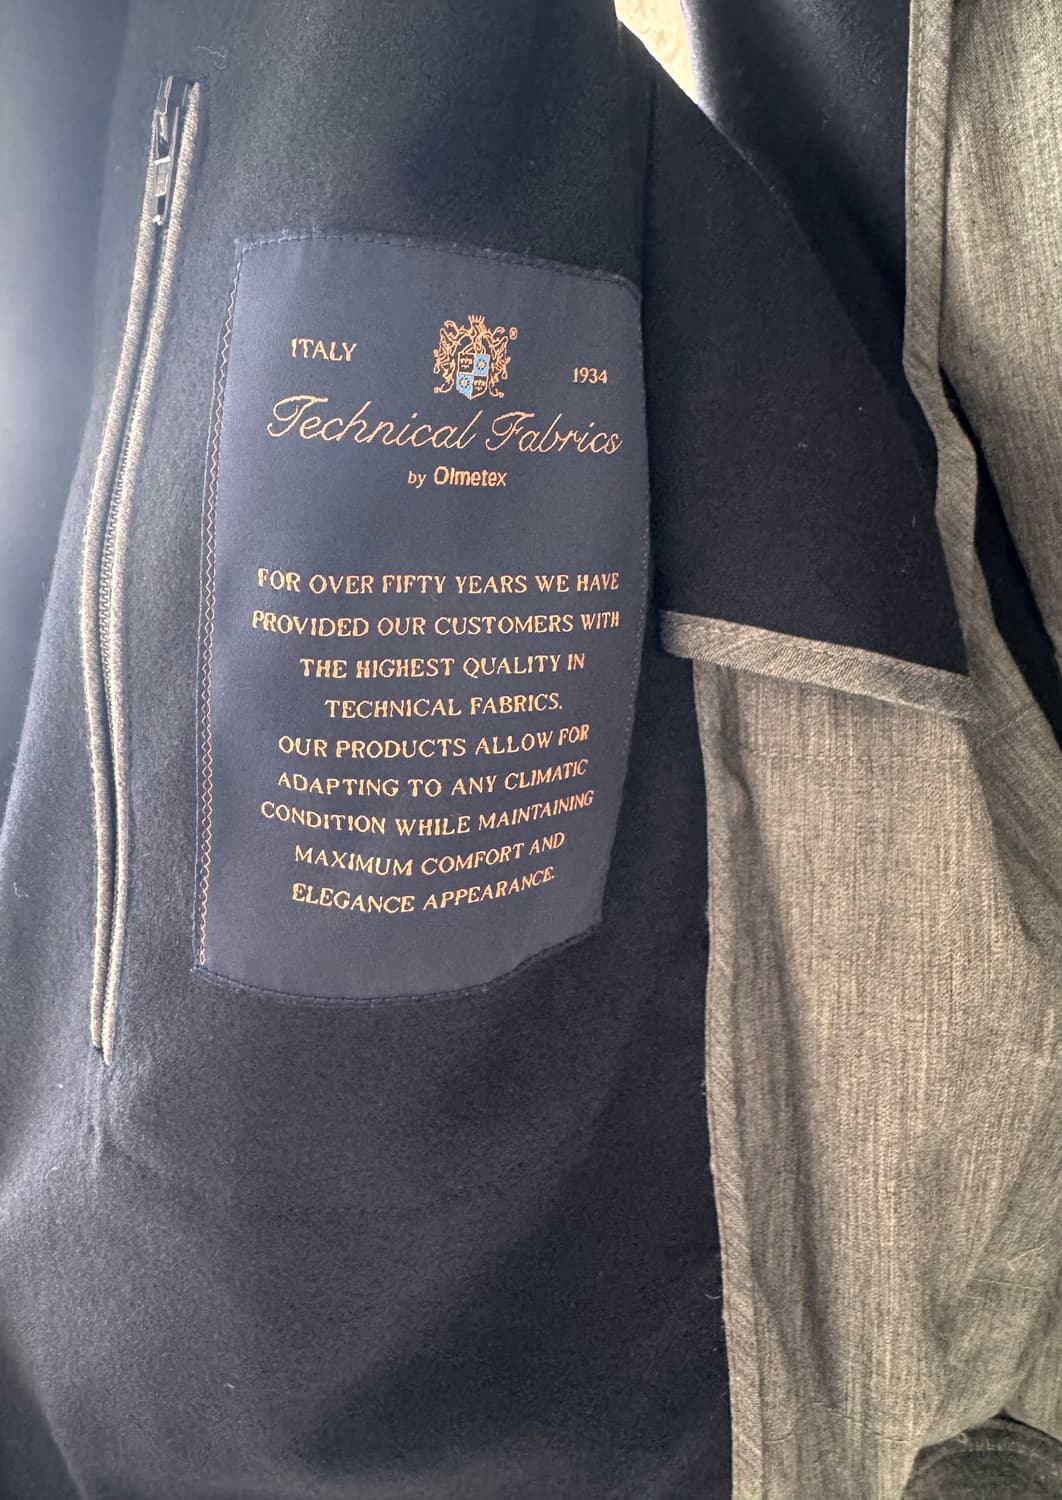 ITALY
1934
Technical Fabrics
by Olmetex
FOR OVER FIFTY YEARS WE HAVE
PROVIDED OUR CUSTOMERS WITH
THE HIGHEST QUALITY IN
TECHNICAL FABRICS.
OUR PRODUCTS ALLOW FOR
ADAPTING TO ANY CLIMATIC
CONDITION WHILE MAINTAINING
MAXIMUM COMFORT AND
ELEGANCE APPEARANCE.